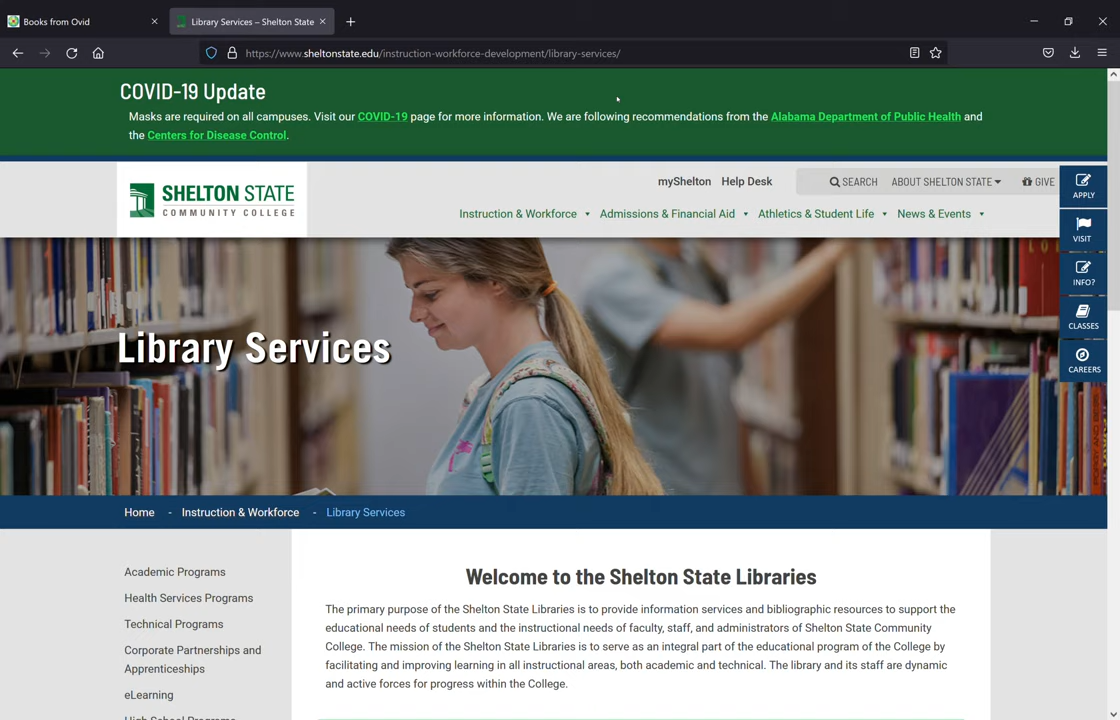 Books from Ovid
Library Services – Shelton State
https://www.sheltonstate.edu/instruction-workforce-development/library-services/
COVID-19 Update
Masks are required on all campuses. Visit our COVID-19 page for more information. We are following recommendations from the Alabama Department of Public Health and
the Centers for Disease Control.
SHELTON STATE
COMMUNITY COLLEGE
myShelton Help Desk SEARCH ABOUT SHELTON STATE GIVE
Instruction & Workforce Admissions & Financial Aid Athletics & Student Life News & Events
APPLY
VISIT
INFO?
CLASSES
CAREERS
Library Services
Home - Instruction & Workforce - Library Services
Academic Programs
Health Services Programs
Technical Programs
Corporate Partnerships and
Apprenticeships
eLearning
High School Programs
Welcome to the Shelton State Libraries
The primary purpose of the Shelton State Libraries is to provide information services and bibliographic resources to support the
educational needs of students and the instructional needs of faculty, staff, and administrators of Shelton State Community
College. The mission of the Shelton State Libraries is to serve as an integral part of the educational program of the College by
facilitating and improving learning in all instructional areas, both academic and technical. The library and its staff are dynamic
and active forces for progress within the College.